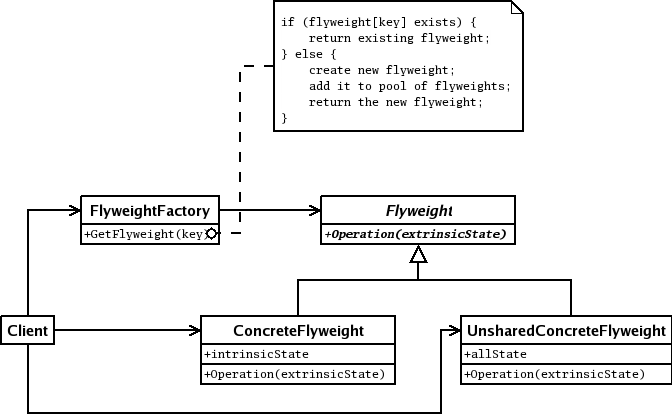 if (flyweight[key] exists) {
return existing flyweight;
} else {
create new flyweight;
add it to pool of flyweights;
return the new flyweight;
}
FlyweightFactory
+GetFlyweight(key)
Flyweight
+Operation(extrinsicState)
Client
ConcreteFlyweight
+intrinsicState
+Operation(extrinsicState)
UnsharedConcreteFlyweight
+allState
+Operation(extrinsicState)